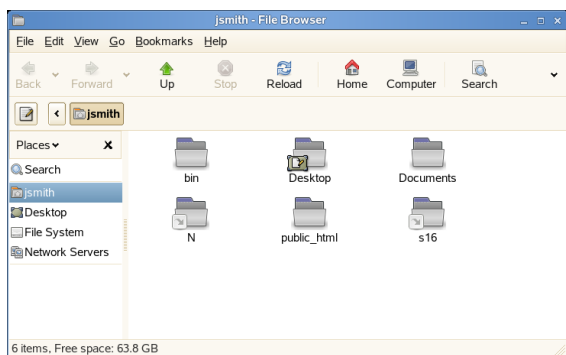 jsmith - File Browser
File Edit View Go Bookmarks Help
Back Forward Up Stop Reload Home Computer Search
jsmith
Places
Search
jsmith
Desktop
File System
Network Servers
bin Desktop Documents
N public_html s16
6 items, Free space: 63.8 GB